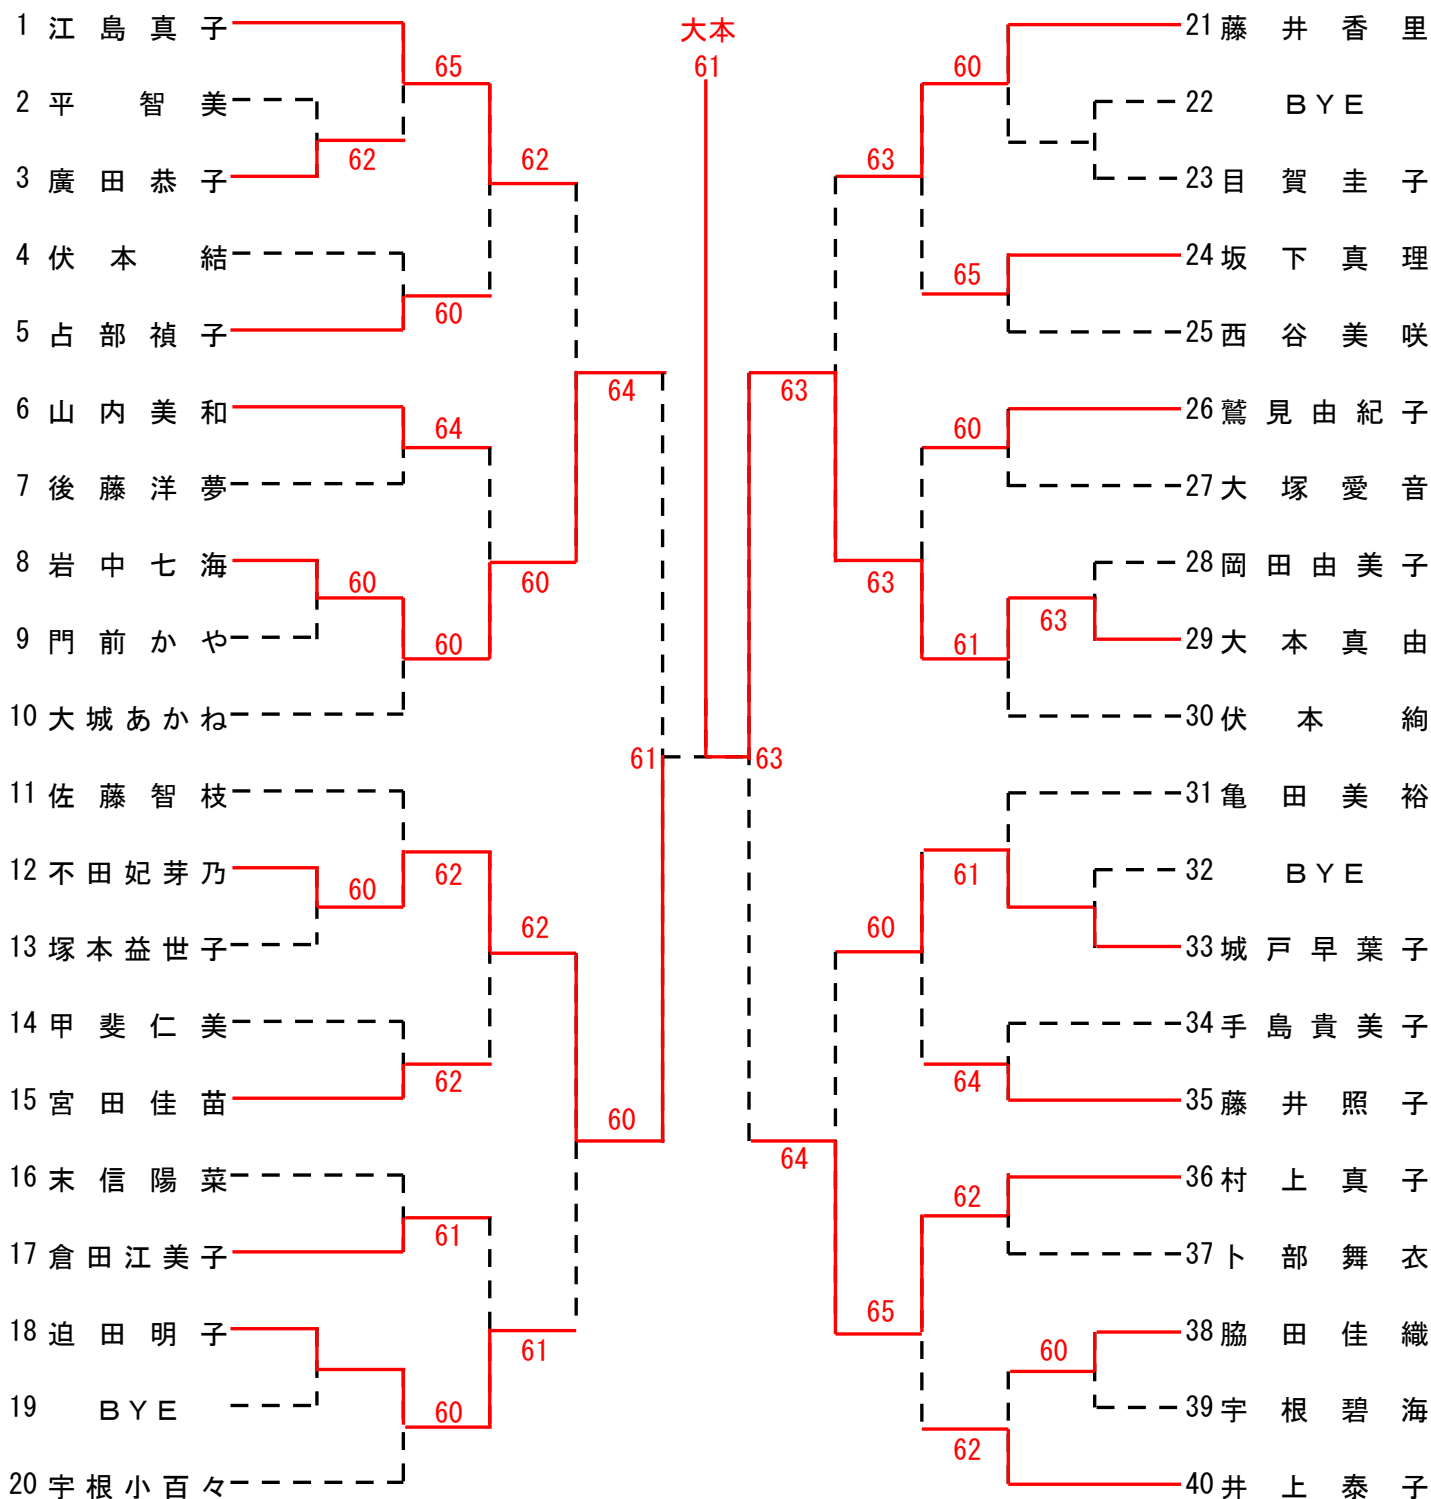 大本
61
1 江島真子
65
2 平智美
62
3 廣田恭子
62
4 伏本結
60
5 占部禎子
64
6 山内美和
64
7 後藤洋夢
8 岩中七海
60
60
9 門前かや
60
10 大城あかね
61
11 佐藤智枝
12 不田妃芽乃
60
62
13 塚本益世子
62
14 甲斐仁美
62
15 宮田佳苗
60
16 末信陽菜
61
17 倉田江美子
18 迫田明子
61
19 BYE
60
20 宇根小百々
21 藤井香里
60
22 BYE
63
23 目賀圭子
24 坂下真理
65
25 西谷美咲
63
26 鷲見由紀子
60
27 大塚愛音
28 岡田由美子
63
63
29 大本真由
61
30 伏本絢
63
31 亀田美裕
61
32 BYE
60
33 城戸早葉子
34 手島貴美子
64
35 藤井照子
64
36 村上真子
62
37 卜部舞衣
65
38 脇田佳織
60
39 宇根碧海
62
40 井上泰子